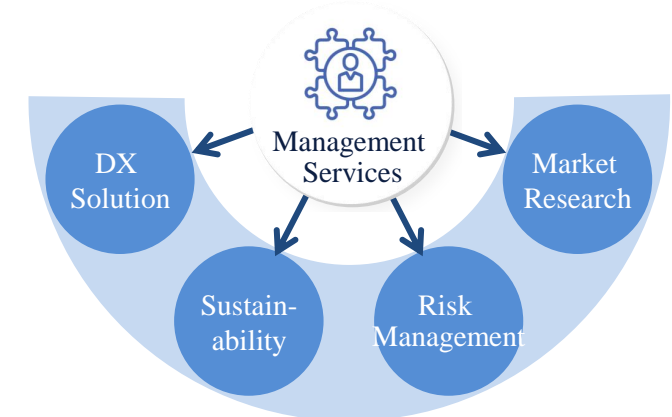 Management
Services
DX
Solution
Market
Research
Sustain-
ability
Risk
Management